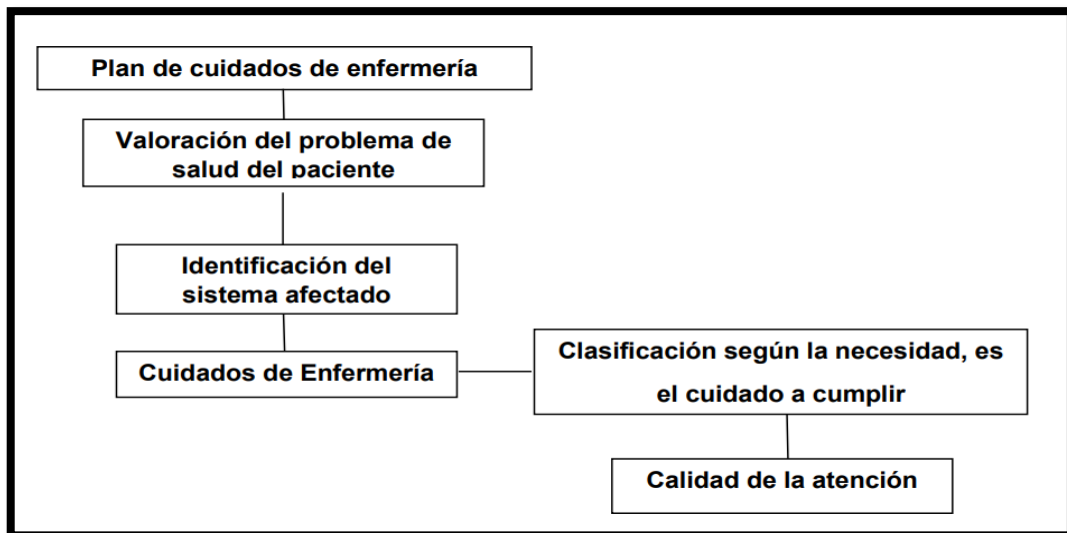 Plan de cuidados de enfermería
Valoración del problema de
salud del paciente
Identificación del
sistema afectado
Cuidados de Enfermería
Clasificación según la necesidad, es
el cuidado a cumplir
Calidad de la atención